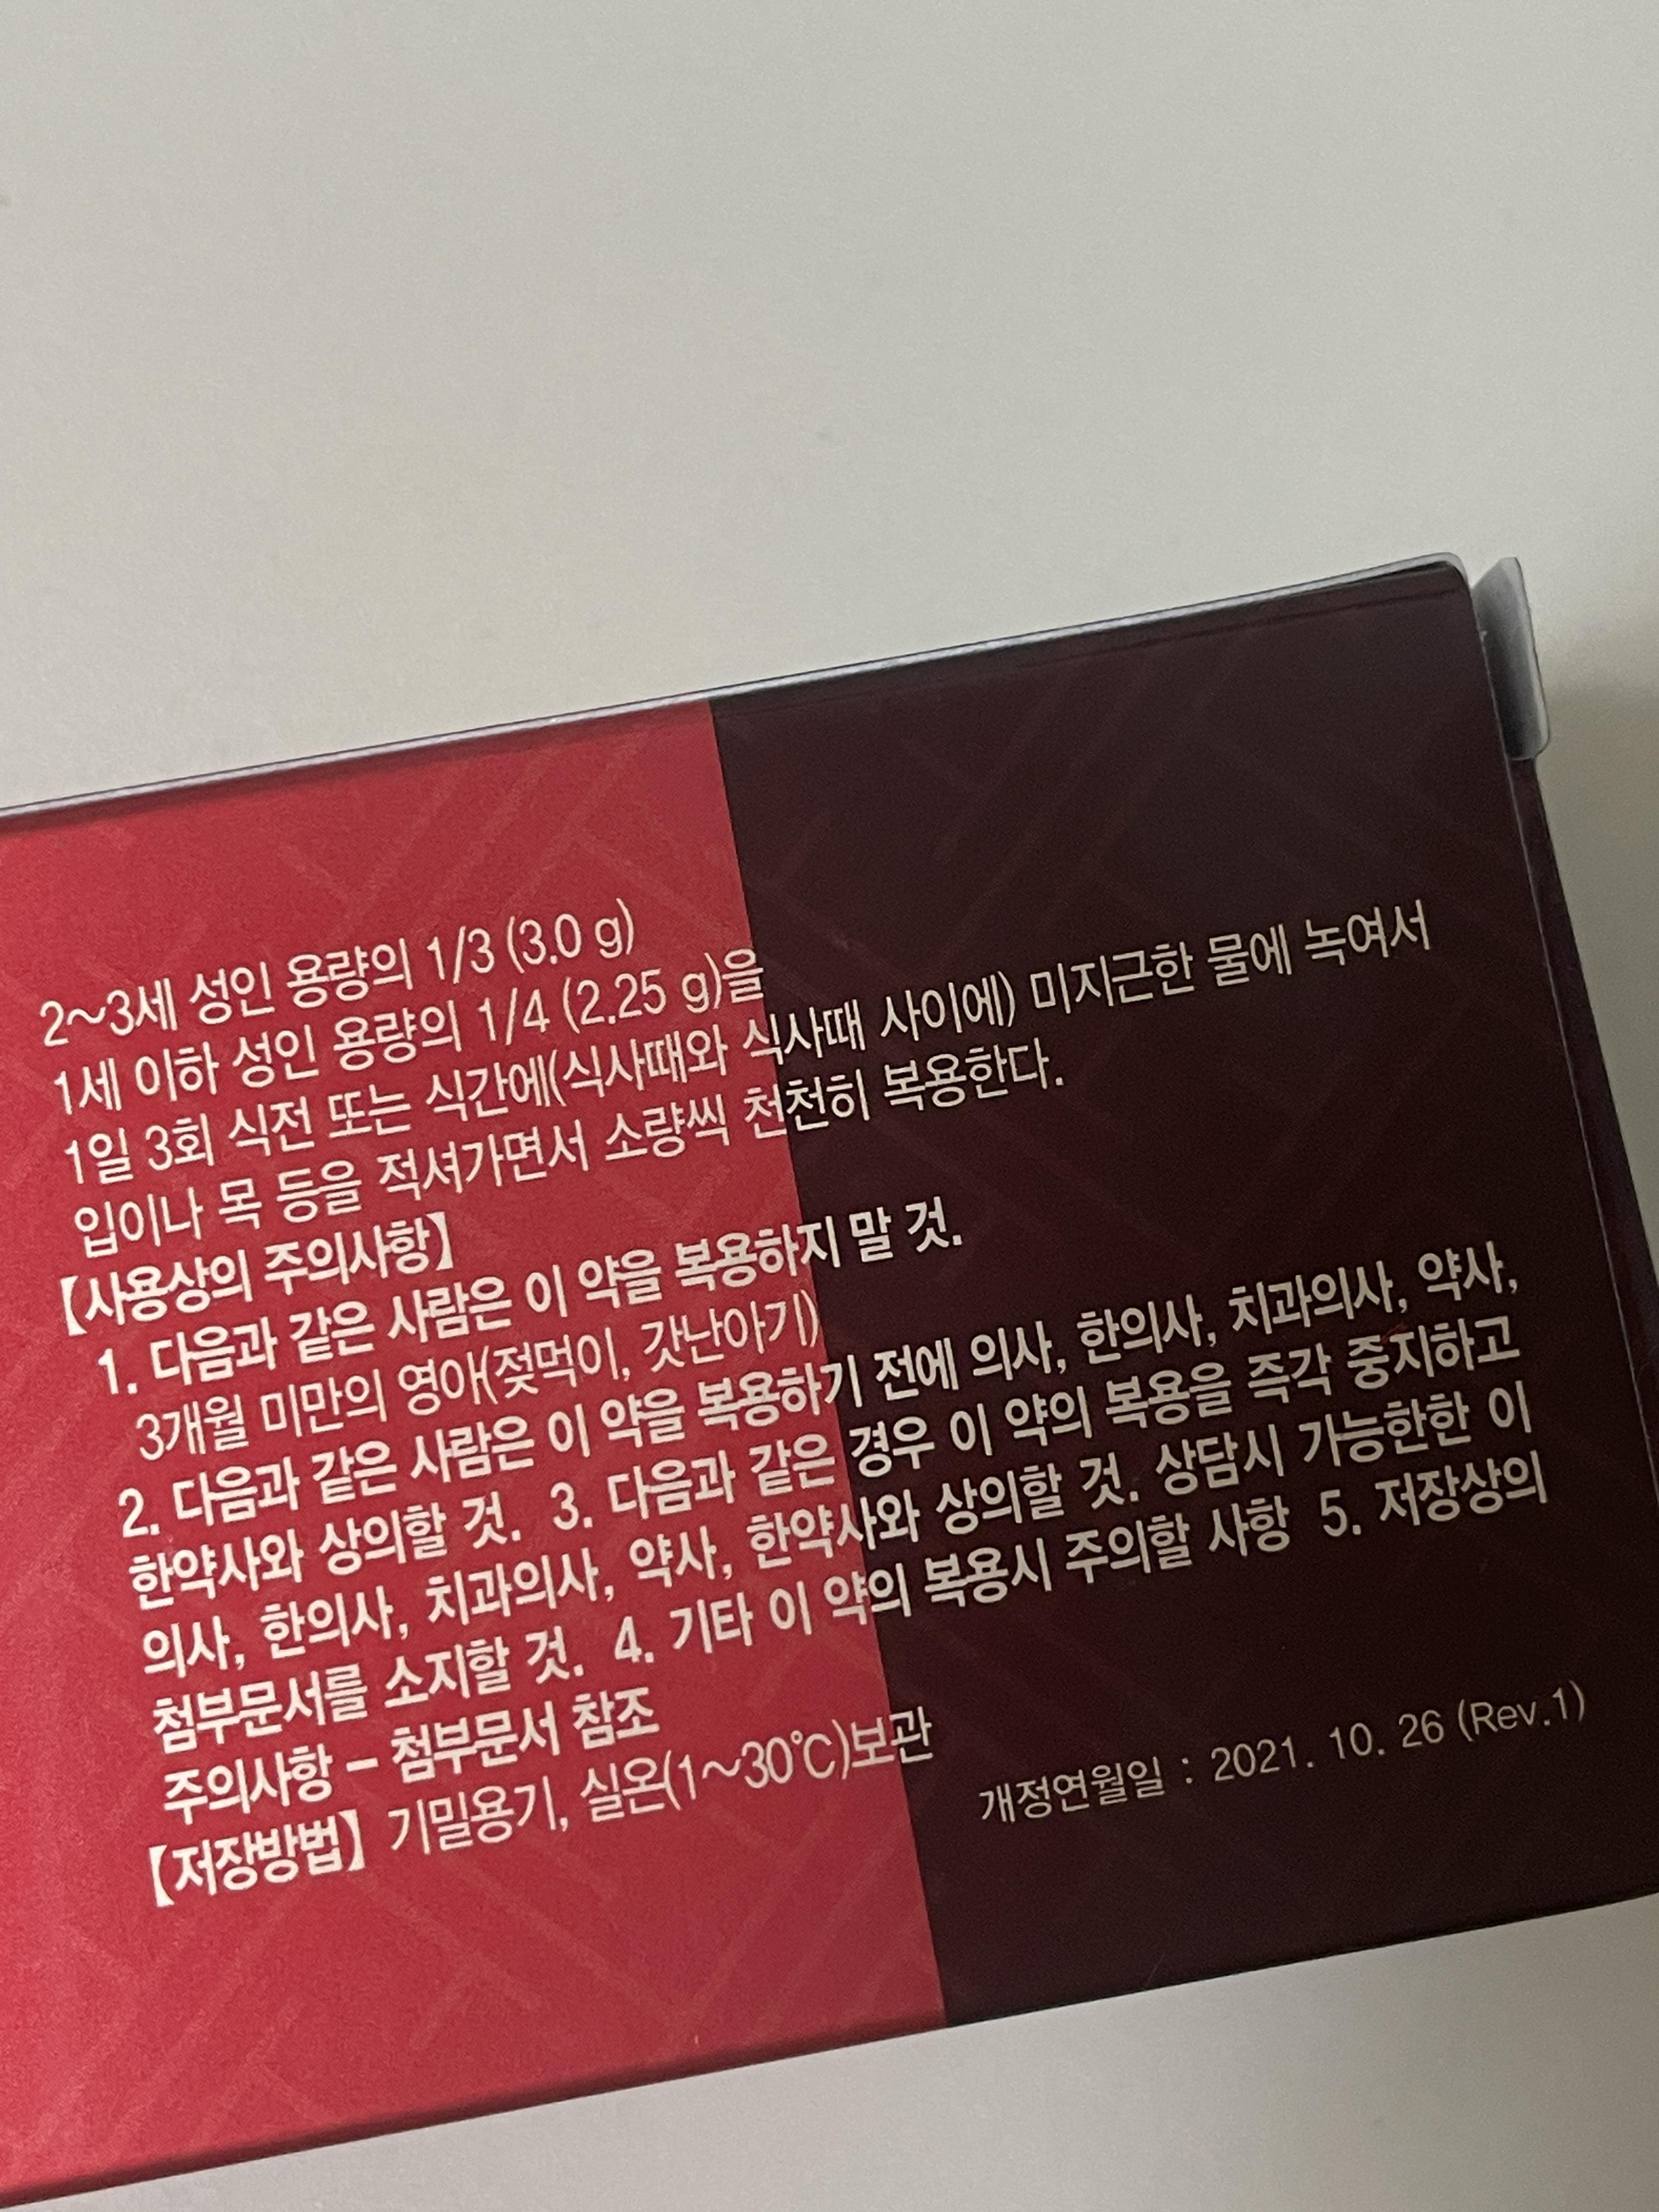 2~3세 성인 용량의 1/3 (3.0 g)
1세 이하 성인 용량의 1/4 (2.25 g)을
1일 3회 식전 또는 식간에(식사때와 식사때 사이에) 미지근한 물에 녹여서
입이나 목 등을 적셔가면서 소량씩 천천히 복용한다.
【사용상의 주의사항】
1. 다음과 같은 사람은 이 약을 복용하지 말 것.
3개월 미만의 영아(젖먹이, 갓난아기)
2. 다음과 같은 사람은 이 약을 복용하기 전에 의사, 한의사, 치과의사, 약사,
한약사와 상의할 것. 3. 다음과 같은 경우 이 약의 복용을 즉각 중지하고
의사, 한의사, 치과의사, 약사, 한약사와 상의할 것. 상담시 가능한한 이
첨부문서를 소지할 것. 4. 기타 이 약의 복용시 주의할 사항 5. 저장상의
주의사항 - 첨부문서 참조
【저장방법】 기밀용기, 실온(1~30℃)보관
개정연월일 : 2021. 10. 26 (Rev.1)